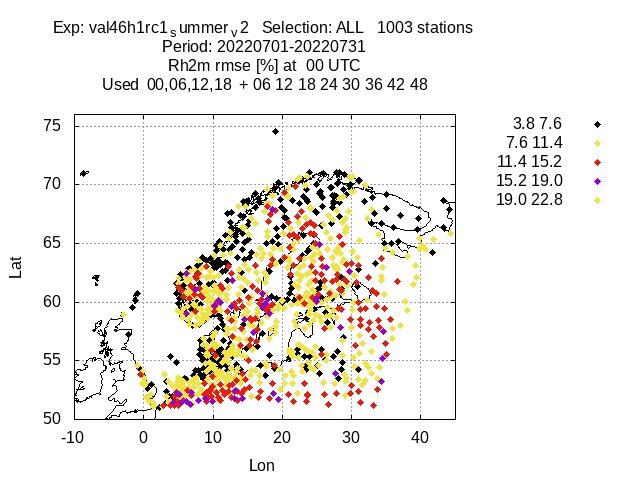 Exp: val46h1rc1summerv2 Selection: ALL 1003 stations
Period: 20220701-20220731
Rh2m rmse [%] at 00 UTC
Used 00,06,12,18 + 06 12 18 24 30 36 42 48
3.8 7.6
7.6 11.4
11.4 15.2
15.2 19.0
19.0 22.8
75
70
65
60
55
50
Lat
-10 0 10 20 30 40
Lon